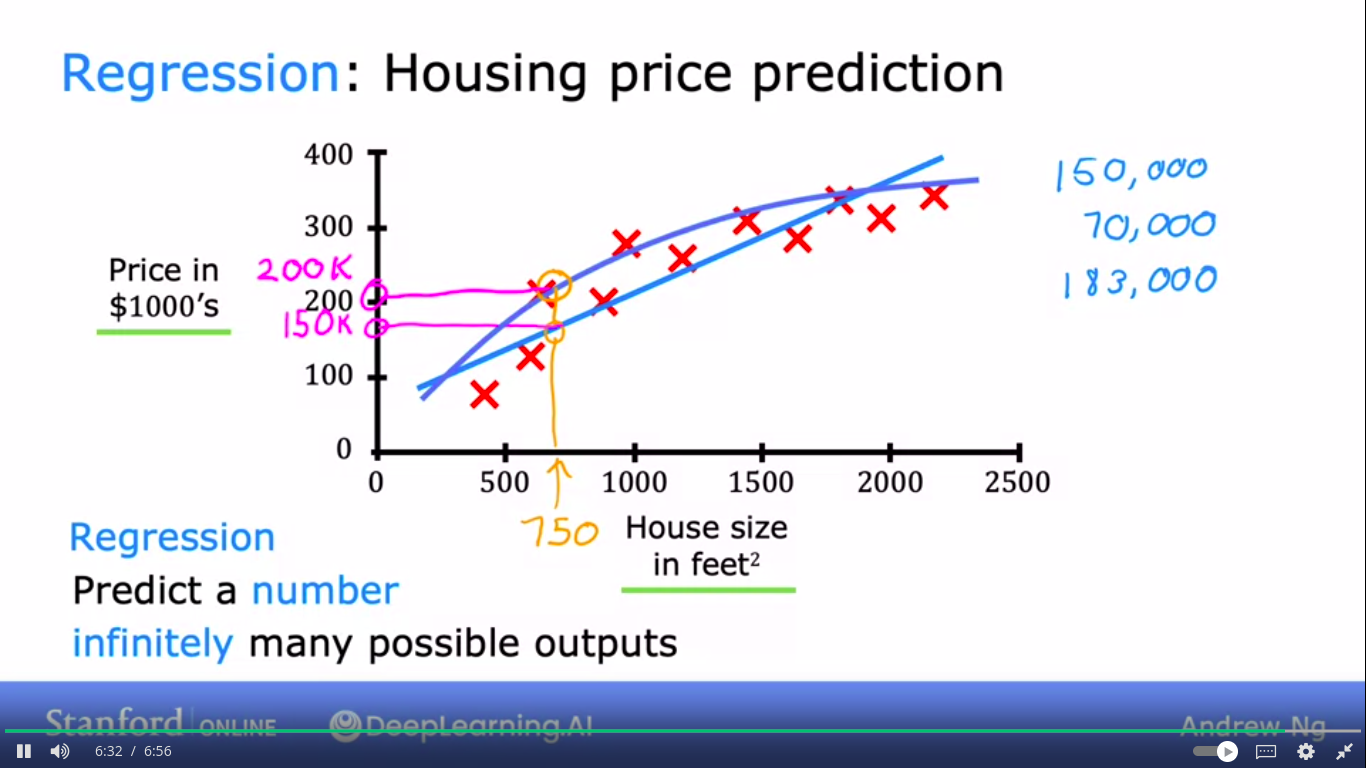 Regression: Housing price prediction
400
300
200
100
0
Price in
$1000's
200K
150K
150,000
70,000
183,000
0 500 1000 1500 2000 2500
750
House size
in feet²
Regression
Predict a number
infinitely many possible outputs
Stanford | ONLINE DeepLearning.AI Andrew Ng
6:32 / 6:56